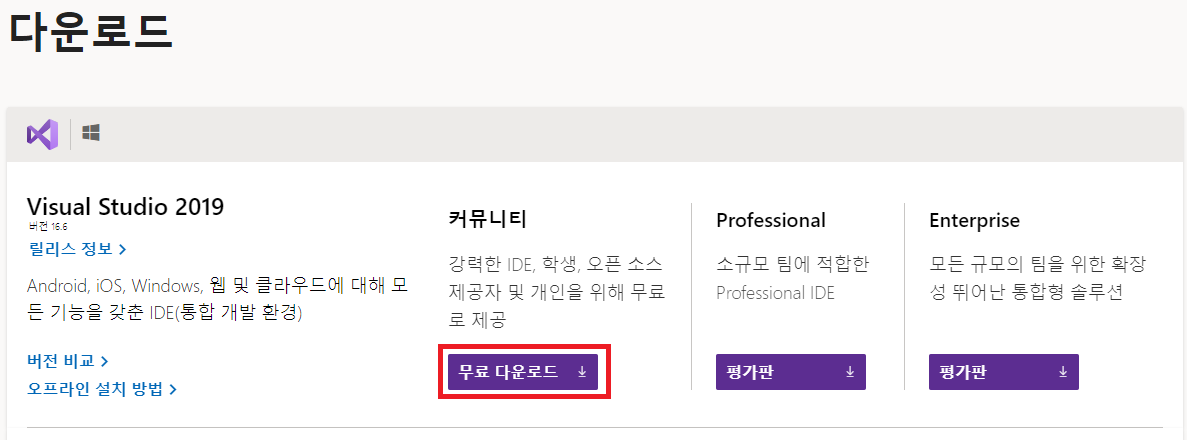 다운로드
Visual Studio 2019
버전 16.6
릴리스 정보
Android, iOS, Windows, 웹 및 클라우드에 대해 모
든 기능을 갖춘 IDE(통합 개발 환경)
버전 비교
오프라인 설치 방법
커뮤니티
강력한 IDE, 학생, 오픈 소스
제공자 및 개인을 위해 무료
로 제공
무료 다운로드
Professional
소규모 팀에 적합한
Professional IDE
평가판
Enterprise
모든 규모의 팀을 위한 확장
성 뛰어난 통합형 솔루션
평가판